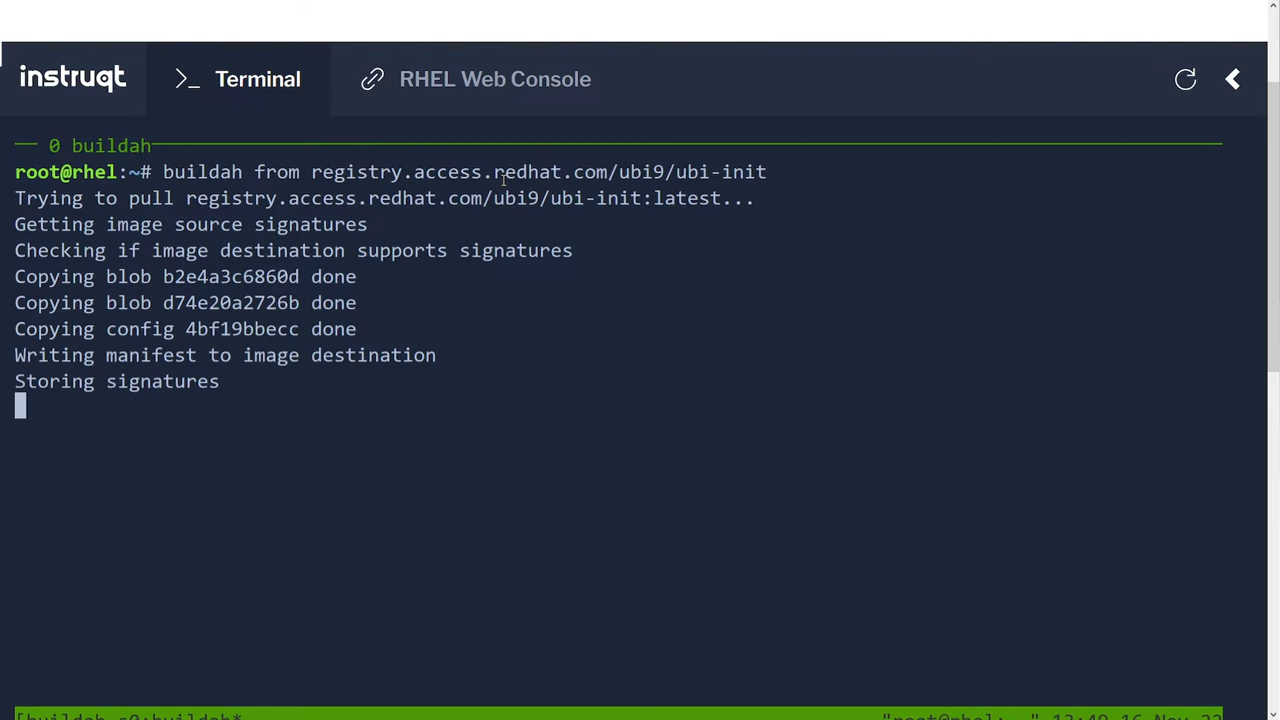 instruqt >_ Terminal RHEL Web Console
0 buildah
root@rhel:~# buildah from registry.access.redhat.com/ubi9/ubi-init
Trying to pull registry.access.redhat.com/ubi9/ubi-init:latest...
Getting image source signatures
Checking if image destination supports signatures
Copying blob b2e4a3c6860d done
Copying blob d74e20a2726b done
Copying config 4bf19bbecc done
Writing manifest to image destination
Storing signatures